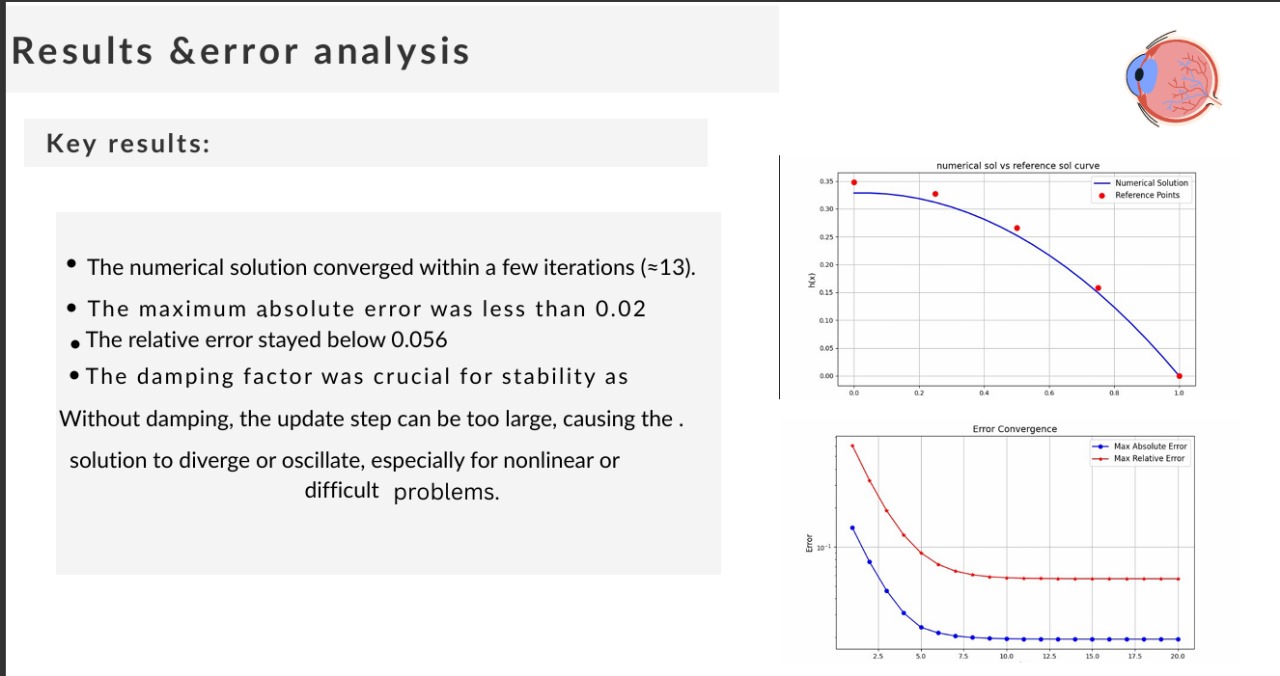 Results &error analysis
Key results:
• The numerical solution converged within a few iterations (≈13).
• The maximum absolute error was less than 0.02
• The relative error stayed below 0.056
• The damping factor was crucial for stability as
Without damping, the update step can be too large, causing the .
solution to diverge or oscillate, especially for nonlinear or
difficult problems.
numerical sol vs reference sol curve
Numerical Solution
Reference Points
h(x)
0.35
0.30
0.25
0.20
0.15
0.10
0.05
0.00
0.0 0.2 0.4 0.6 0.8 1.0
Error Convergence
Max Absolute Error
Max Relative Error
Error
10⁻¹
2.5 5.0 7.5 10.0 12.5 15.0 17.5 20.0